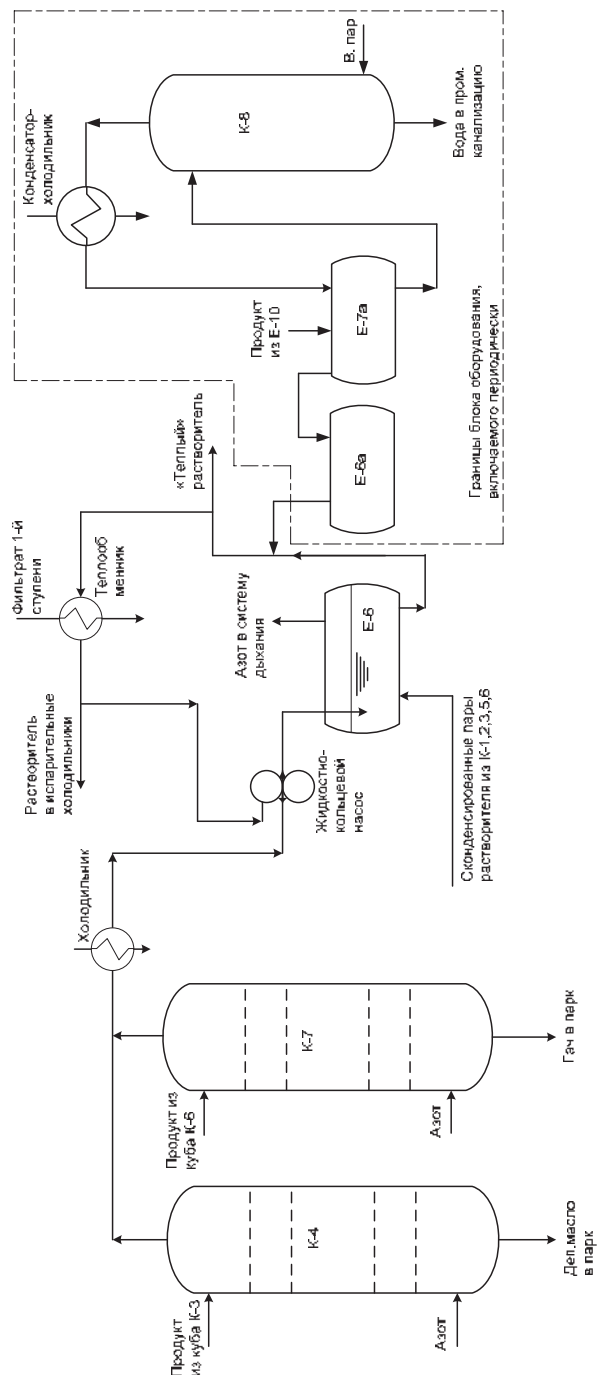 Продукт
из куба К-3
Азот
К-4
Деп.масло
в парк
Продукт из
куба К-6
Азот
К-7
Гач в парк
Холодильник
Растворитель
в испарительные
холодильники
Фильтрат 1-й
ступени
Теплооб
менник
«Теплый»
растворитель
Жидкостно-
кольцевой
насос
Азот в систему
дыхания
Е-6
Сконденсированные пары
растворителя из К-1,2,3,5,6
Конденсатор-
холодильник
Продукт
из Е-10
Е-6а
Е-7а
К-8
В. пар
Вода в пром.
канализацию
Границы блока оборудования,
включаемого периодически